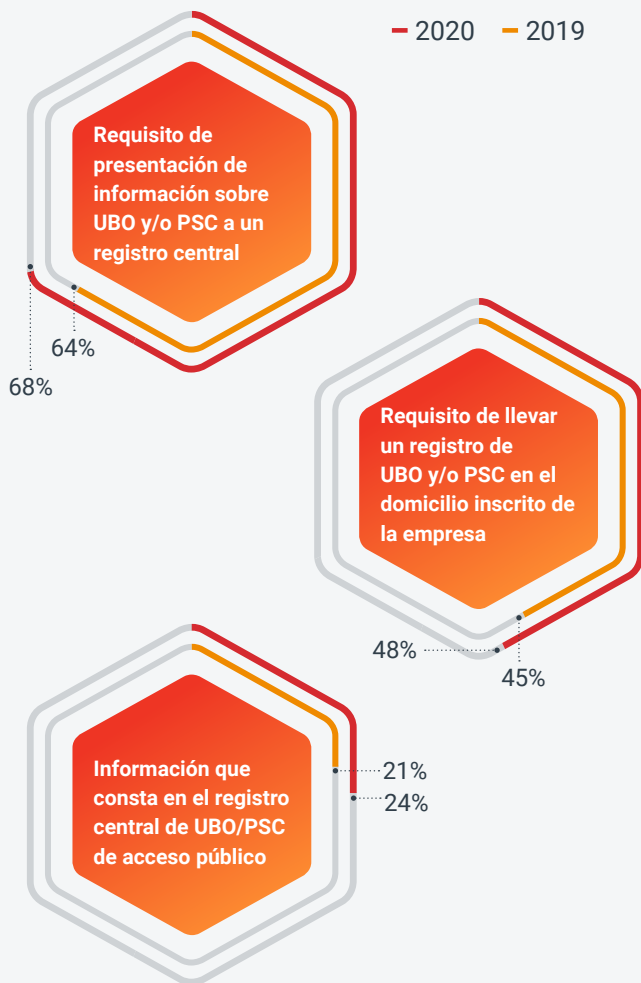 2020 2019
Requisito de
presentación de
información sobre
UBO y/o PSC a un
registro central
64%
68%
Requisito de llevar
un registro de
UBO y/o PSC en el
domicilio inscrito de
la empresa
48%
45%
Información que
consta en el registro
central de UBO/PSC
de acceso público
21%
24%